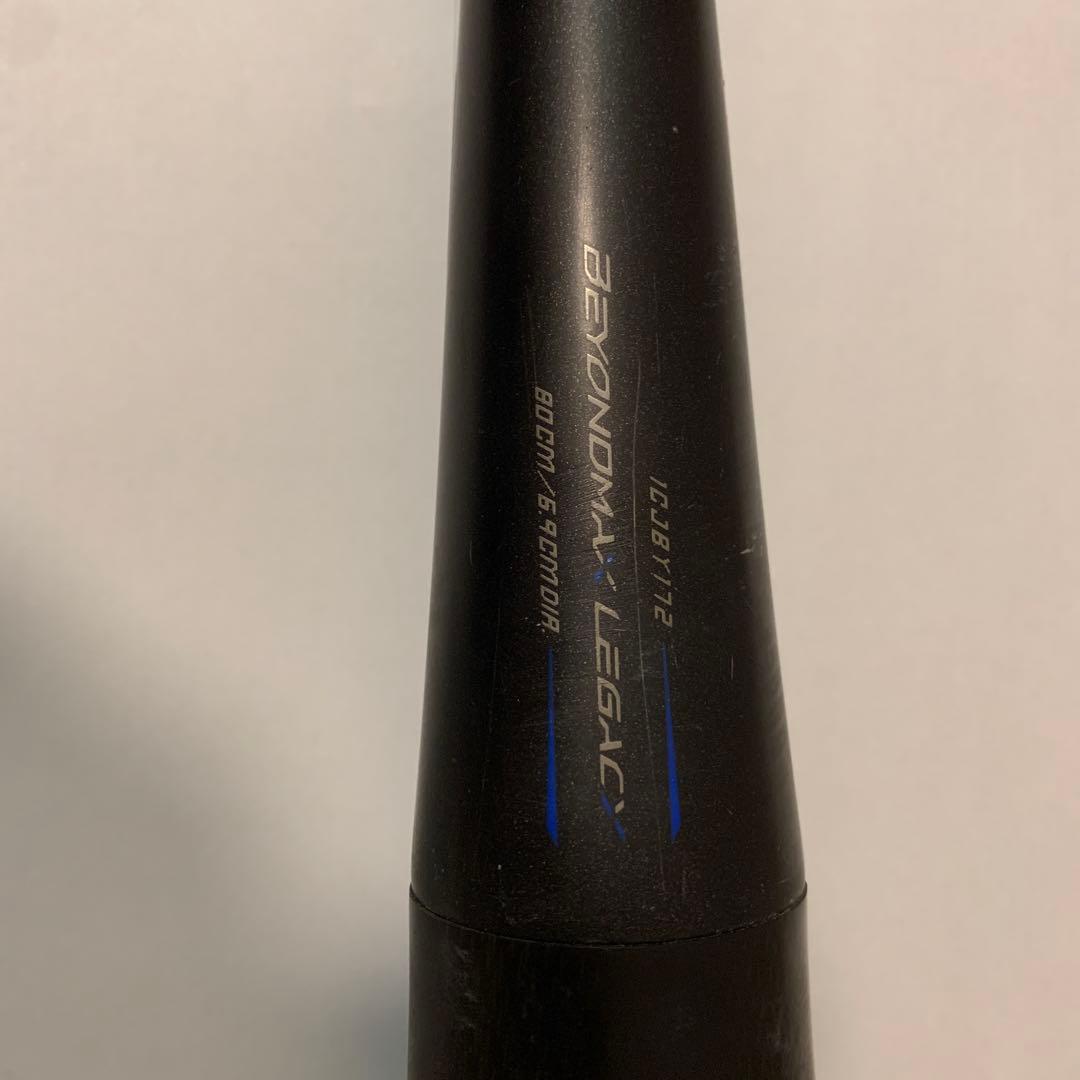 1CJBY172
BEYONDMAX LEGACY
80CM/6.9CMDIA.